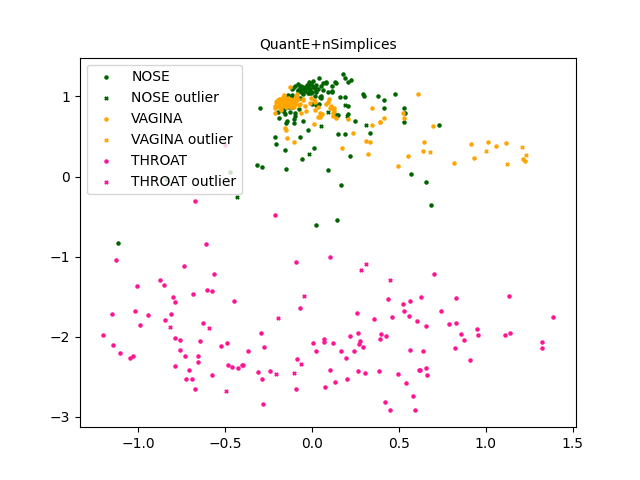 QuantE+nSimplices
NOSE
NOSE outlier
VAGINA
VAGINA outlier
THROAT
THROAT outlier
1
0
−1
−2
−3
−1.0
−0.5
0.0
0.5
1.0
1.5